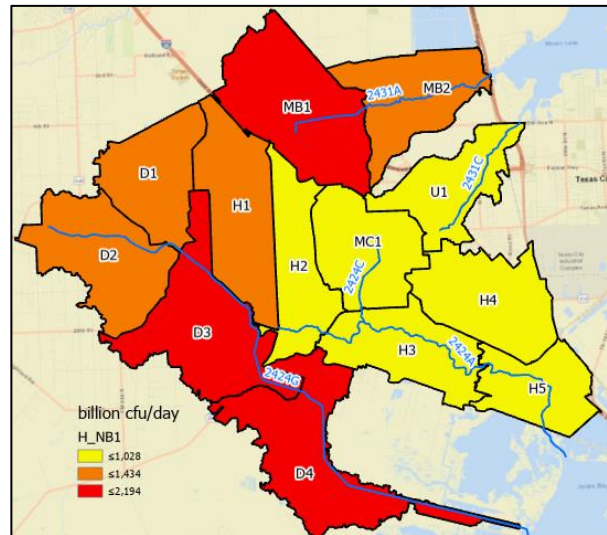 MB1
2431A
MB2
Texas City
D1
U1
2431C
H1
D2
H2
MC1
2424C
H4
D3
H3
2424A
2424G
H5
D4
billion cfu/day
H_NB1
≤1,028
≤1,434
≤2,194